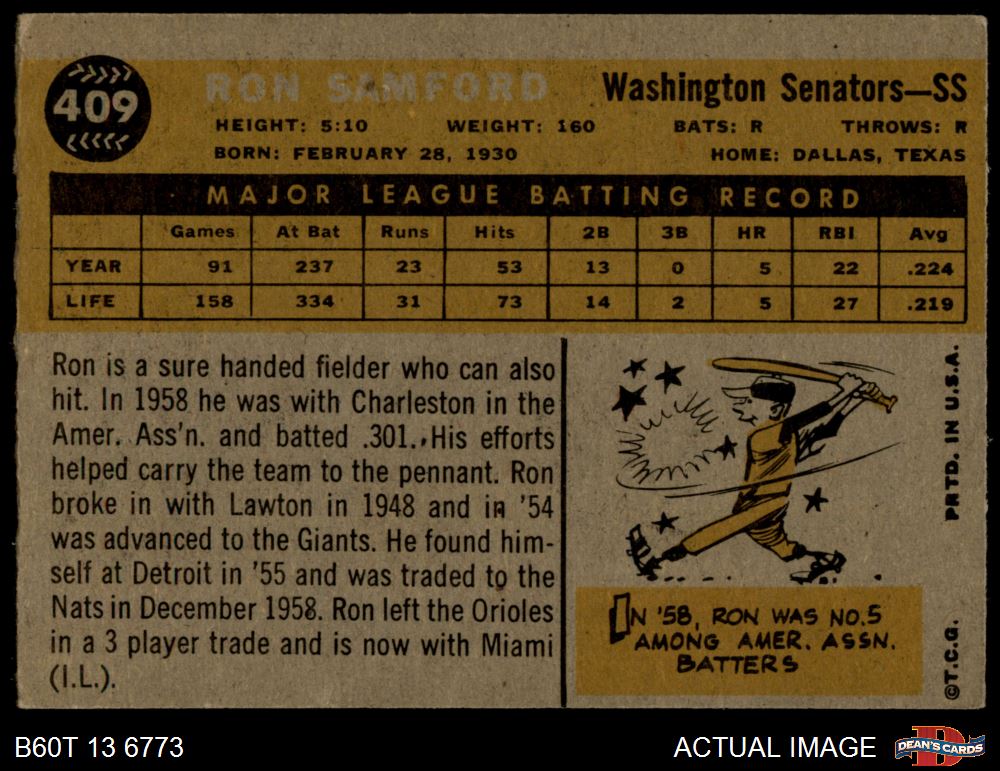 409
RON SAMFORD
Washington Senators—SS
HEIGHT: 5:10 WEIGHT: 160 BATS: R THROWS: R
BORN: FEBRUARY 28, 1930 HOME: DALLAS, TEXAS
MAJOR LEAGUE BATTING RECORD
Games At Bat Runs Hits 2B 3B HR RBI Avg
YEAR 91 237 23 53 13 0 5 22 .224
LIFE 158 334 31 73 14 2 5 27 .219
Ron is a sure handed fielder who can also
hit. In 1958 he was with Charleston in the
Amer. Ass'n. and batted .301. His efforts
helped carry the team to the pennant. Ron
broke in with Lawton in 1948 and in '54
was advanced to the Giants. He found him-
self at Detroit in '55 and was traded to the
Nats in December 1958. Ron left the Orioles
in a 3 player trade and is now with Miami
(I.L.).
IN '58, RON WAS NO.5
AMONG AMER. ASSN.
BATTERS
PRTD. IN U.S.A.
©T.C.G.
B60T 13 6773
ACTUAL IMAGE
DEAN'S CARDS